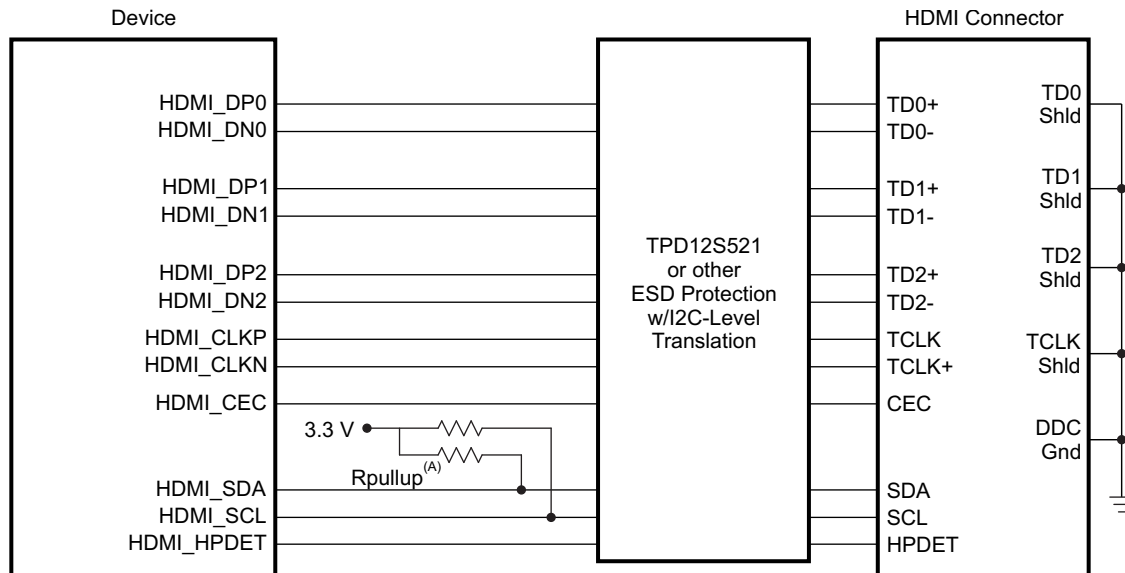 Device
HDMI Connector
HDMI_DP0
HDMI_DN0
HDMI_DP1
HDMI_DN1
HDMI_DP2
HDMI_DN2
HDMI_CLKP
HDMI_CLKN
HDMI_CEC
3.3 V
Rpullup(A)
HDMI_SDA
HDMI_SCL
HDMI_HPDET
TPD12S521
or other
ESD Protection
w/I2C-Level
Translation
TD0+
TD0-
TD1+
TD1-
TD2+
TD2-
TCLK
TCLK+
CEC
SDA
SCL
HPDET
TD0
Shld
TD1
Shld
TD2
Shld
TCLK
Shld
DDC
Gnd